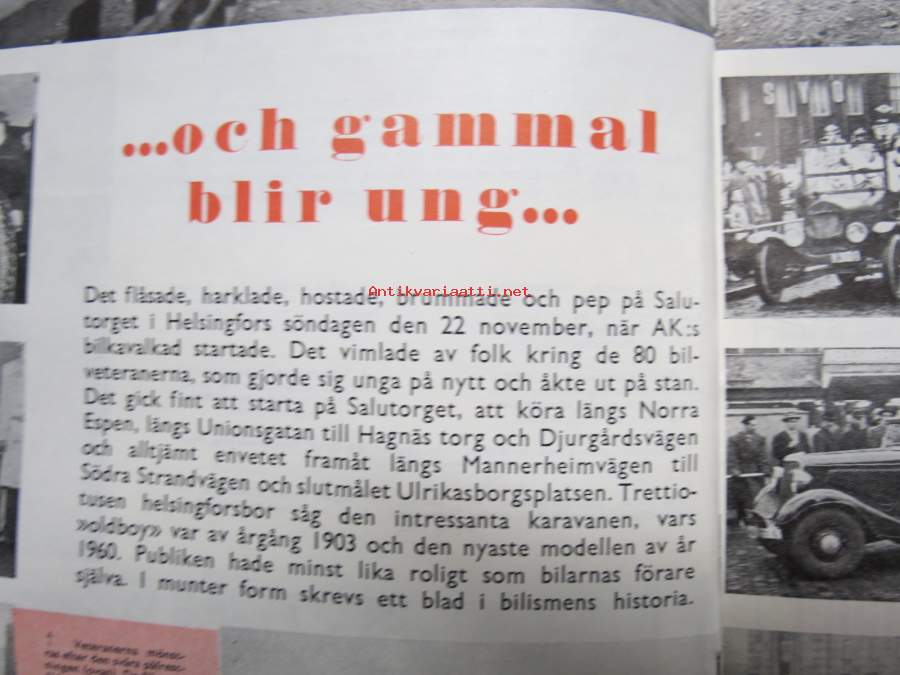 ...och gammal
blir ung...
Antikvariaatti.net
Det flåsade, harklade, hostade, brummade och pep på Salu-
torget i Helsingfors söndagen den 22 november, när AK:s
bilkavalkad startade. Det vimlade av folk kring de 80 bil-
veteranerna, som gjorde sig unga på nytt och åkte ut på stan.
Det gick fint att starta på Salutorget, att köra längs Norra
Espen, längs Unionsgatan till Hagnäs torg och Djurgårdsvägen
och alltjämt envetet framåt längs Mannerheimvägen till
Södra Strandvägen och slutmålet Ulrikasborgsplatsen. Trettio-
tusen helsingforsbor såg den intressanta karavanen, vars
»oldboy» var av årgång 1903 och den nyaste modellen av år
1960. Publiken hade minst lika roligt som bilarnas förare
själva. I munter form skrevs ett blad i bilismens historia.
Veteranerna
efter den